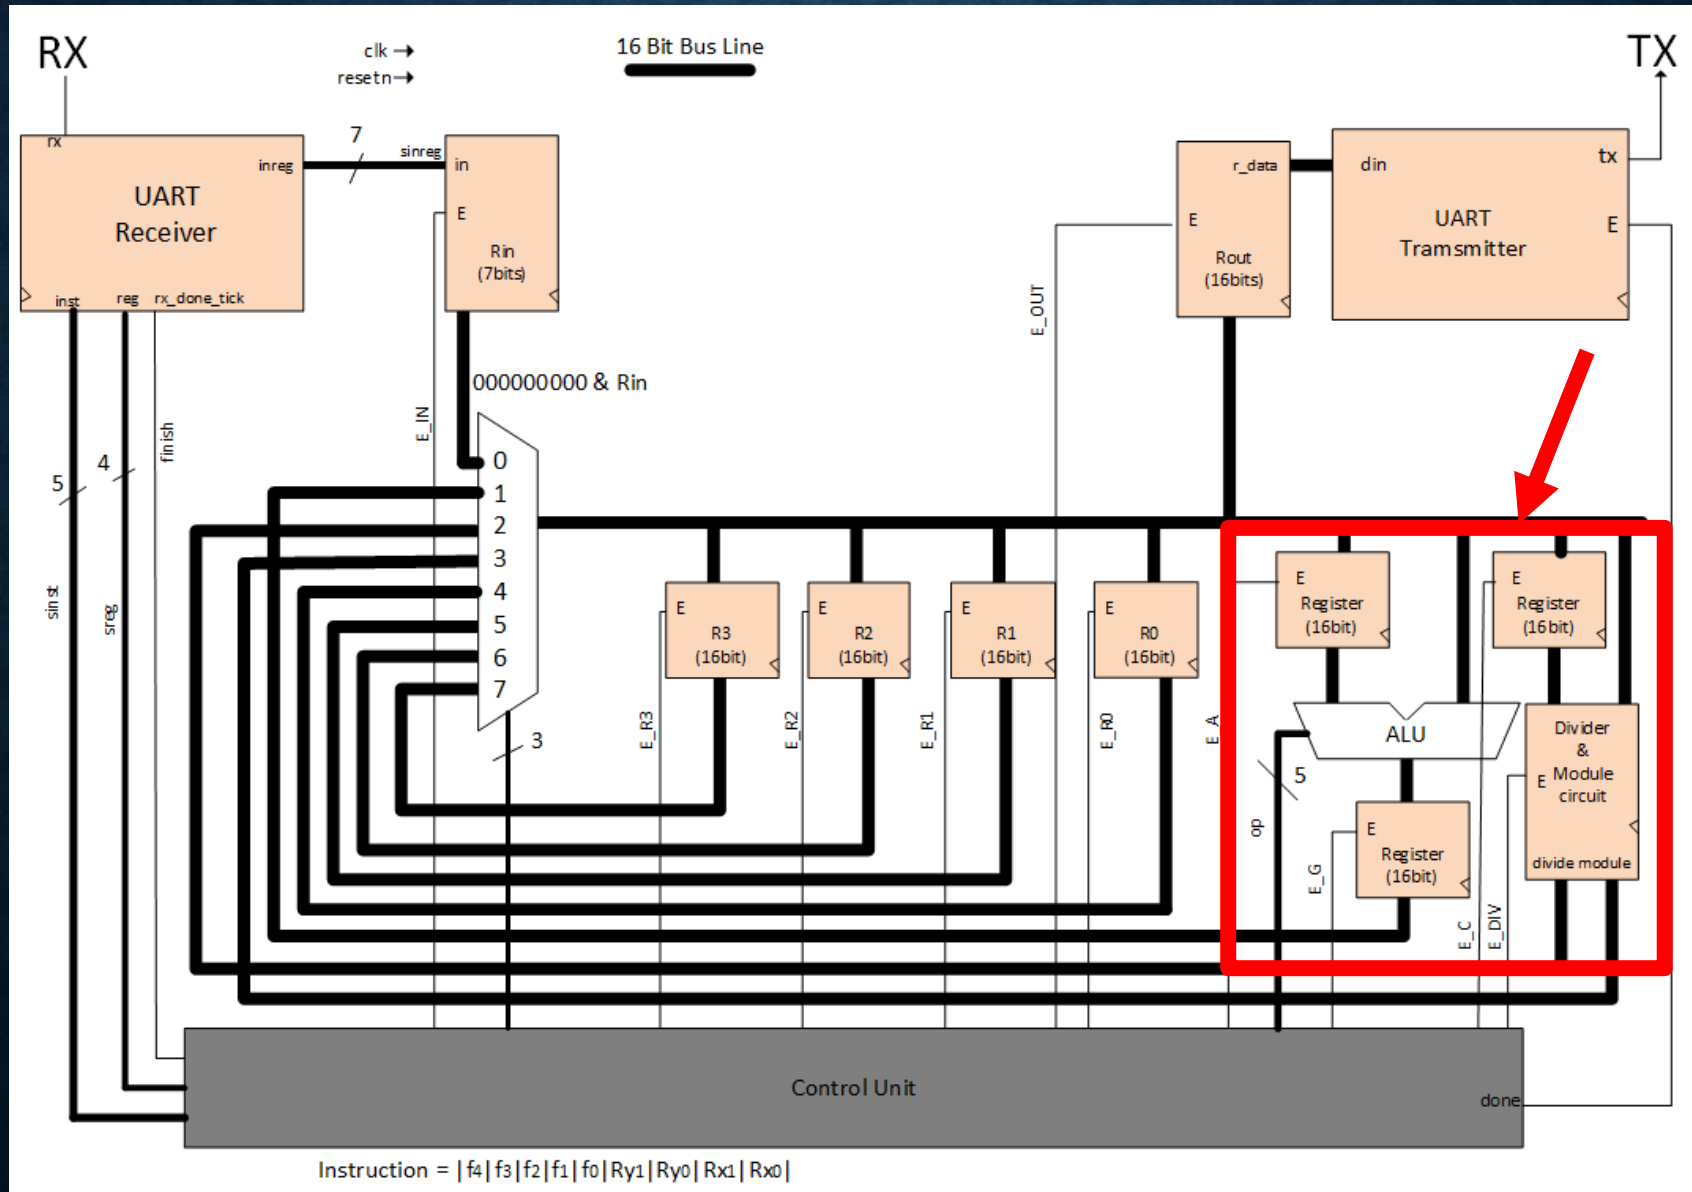 RX
clk →
resetn→
16 Bit Bus Line
TX
rx
inreg
UART
Receiver
inst
reg
rx_done_tick
7
sinreg
in
E
Rin
(7bits)
r_data
E
Rout
(16bits)
din
tx
UART
Tramsmitter
E
E_OUT
000000000 & Rin
E_IN
finish
4
5
sinst
sreg
0
1
2
3
4
5
6
7
3
E
R3
(16bit)
E
R2
(16bit)
E
R1
(16bit)
E
R0
(16bit)
E_R3
E_R2
E_R1
E_R0
E_A
E
Register
(16bit)
E
Register
(16bit)
ALU
5
op
Divider
&
Module
circuit
E
divide module
E
Register
(16bit)
E_G
E_C
E_DIV
Control Unit
done
Instruction = |f4|f3|f2|f1|f0|Ry1|Ry0|Rx1|Rx0|